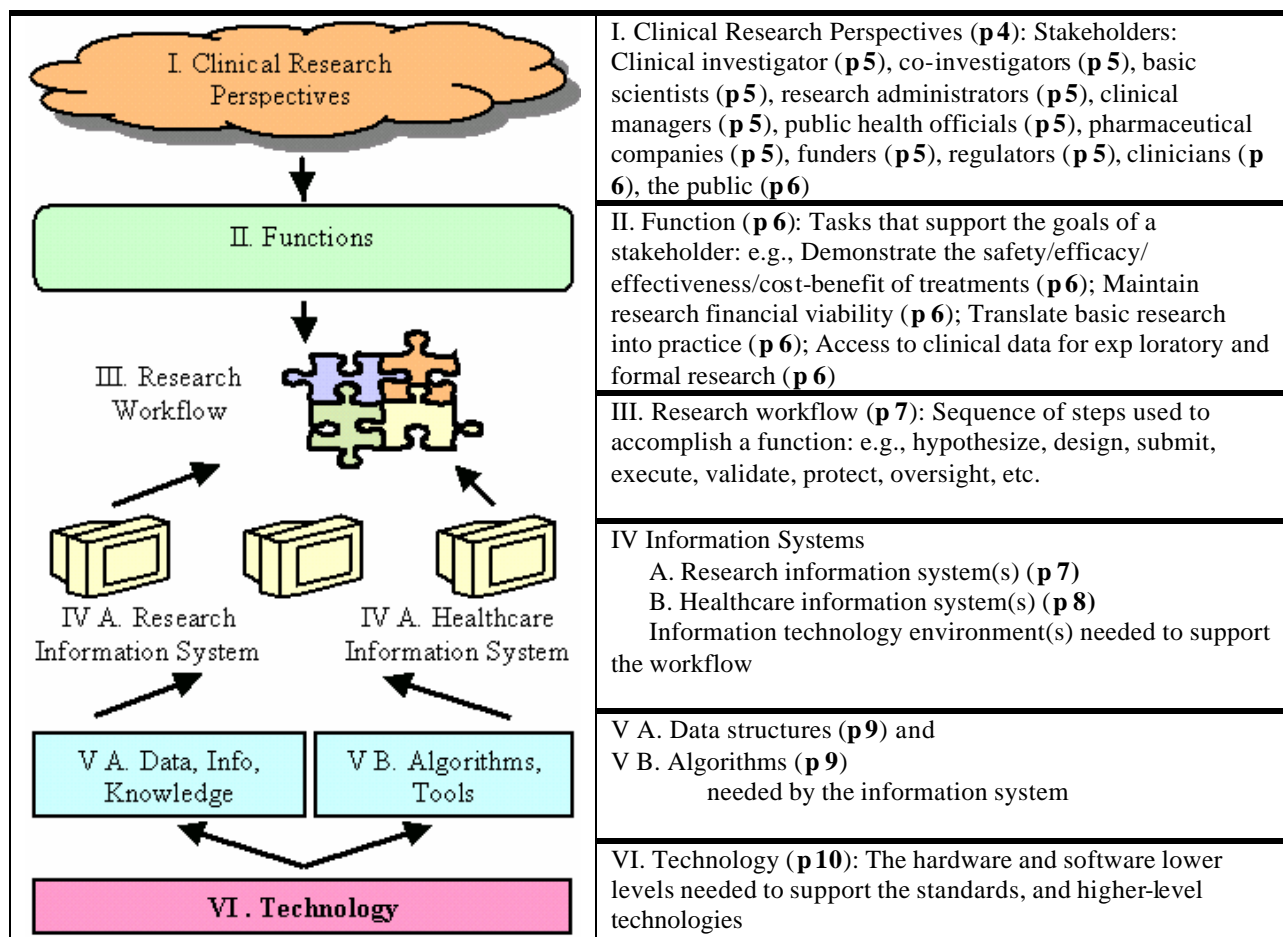 I. Clinical Research
Perspectives
II. Functions
III. Research
Workflow
IV A. Research
Information System
IV A. Healthcare
Information System
V A. Data, Info,
Knowledge
V B. Algorithms,
Tools
VI . Technology
I. Clinical Research Perspectives (p 4): Stakeholders:
Clinical investigator (p 5), co-investigators (p 5), basic
scientists (p 5), research administrators (p 5), clinical
managers (p 5), public health officials (p 5), pharmaceutical
companies (p 5), funders (p 5), regulators (p 5), clinicians (p
6), the public (p 6)
II. Function (p 6): Tasks that support the goals of a
stakeholder: e.g., Demonstrate the safety/efficacy/
effectiveness/cost-benefit of treatments (p 6); Maintain
research financial viability (p 6); Translate basic research
into practice (p 6); Access to clinical data for exp loratory and
formal research (p 6)
III. Research workflow (p 7): Sequence of steps used to
accomplish a function: e.g., hypothesize, design, submit,
execute, validate, protect, oversight, etc.
IV Information Systems
A. Research information system(s) (p 7)
B. Healthcare information system(s) (p 8)
Information technology environment(s) needed to support
the workflow
V A. Data structures (p 9) and
V B. Algorithms (p 9)
needed by the information system
VI. Technology (p 10): The hardware and software lower
levels needed to support the standards, and higher-level
technologies